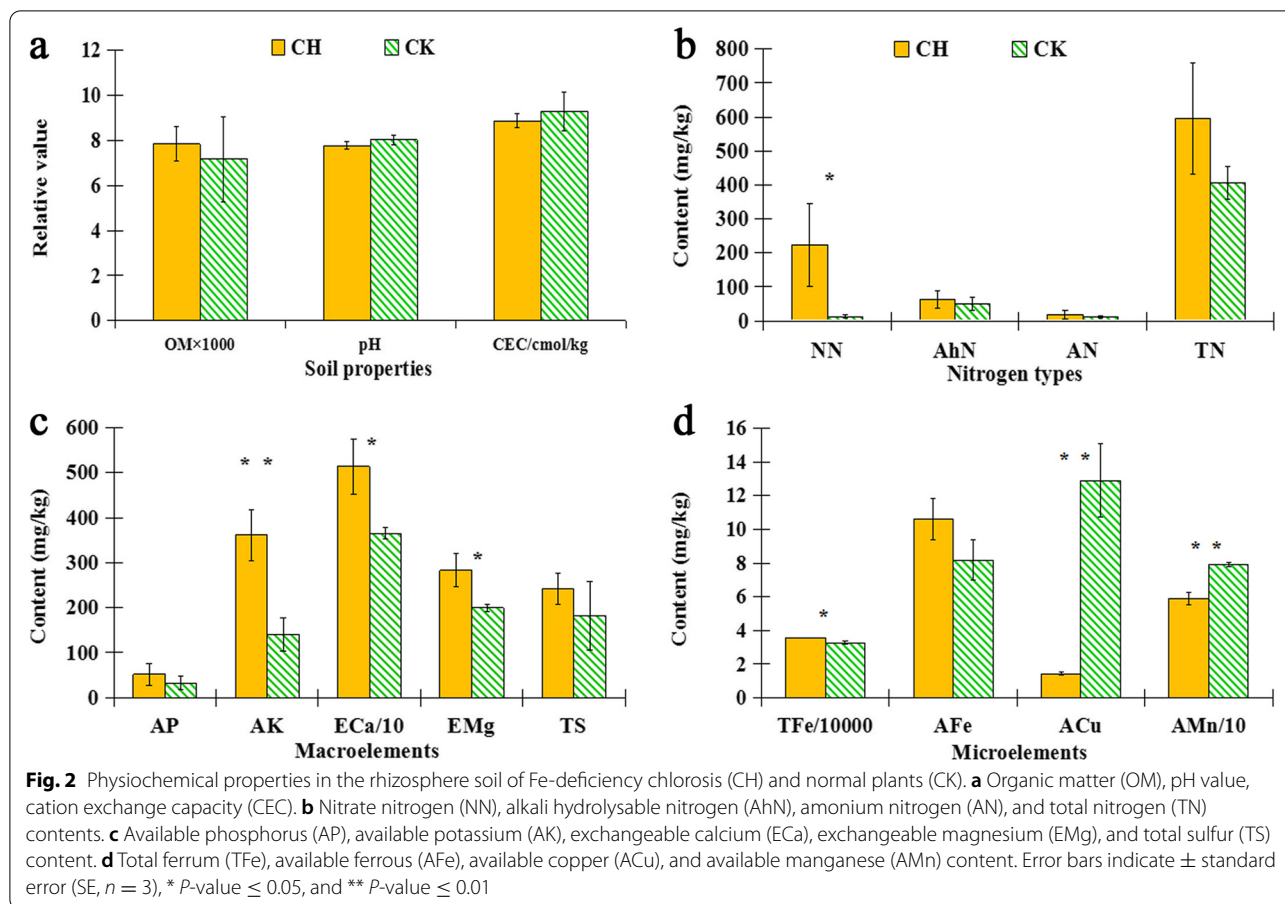 a
CH CK
12
10
8
6
4
2
0
Relative value
OM×1000 pH CEC/cmol/kg
Soil properties
b
CH CK
800
700
600
500
400
300
200
100
0
Content (mg/kg)
*
NN AhN AN TN
Nitrogen types
c
600
500
400
300
200
100
0
Content (mg/kg)
* *
*
*
AP AK ECa/10 EMg TS
Macroelements
d
16
14
12
10
8
6
4
2
0
Content (mg/kg)
*
* *
* *
TFe/10000 AFe ACu AMn/10
Microelements
Fig. 2 Physiochemical properties in the rhizosphere soil of Fe-deficiency chlorosis (CH) and normal plants (CK). a Organic matter (OM), pH value,
cation exchange capacity (CEC). b Nitrate nitrogen (NN), alkali hydrolysable nitrogen (AhN), amonium nitrogen (AN), and total nitrogen (TN)
contents. c Available phosphorus (AP), available potassium (AK), exchangeable calcium (ECa), exchangeable magnesium (EMg), and total sulfur (TS)
content. d Total ferrum (TFe), available ferrous (AFe), available copper (ACu), and available manganese (AMn) content. Error bars indicate ± standard
error (SE, n = 3), * P-value ≤ 0.05, and ** P-value ≤ 0.01